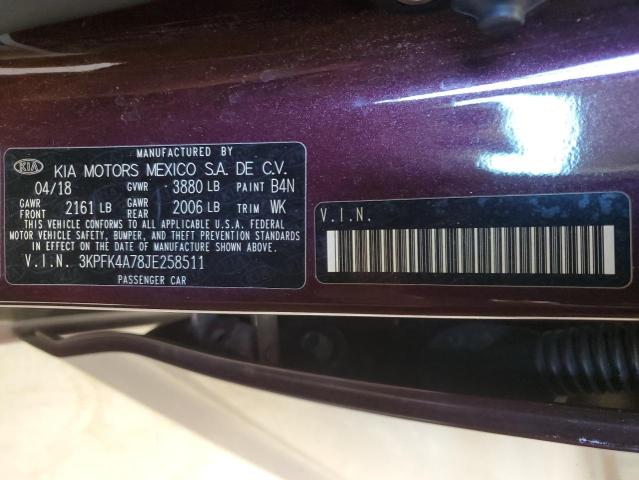 MANUFACTURED BY
KIA KIA MOTORS MEXICO S.A. DE C.V.
04/18 GVWR 3880 LB PAINT B4N
GAWR FRONT 2161 LB GAWR REAR 2006 LB TRIM WK
THIS VEHICLE CONFORMS TO ALL APPLICABLE U.S.A. FEDERAL
MOTOR VEHICLE SAFETY, BUMPER, AND THEFT PREVENTION STANDARDS
IN EFFECT ON THE DATE OF MANUFACTURE SHOWN ABOVE.
V.I.N. 3KPFK4A78JE258511
PASSENGER CAR
V.I.N.